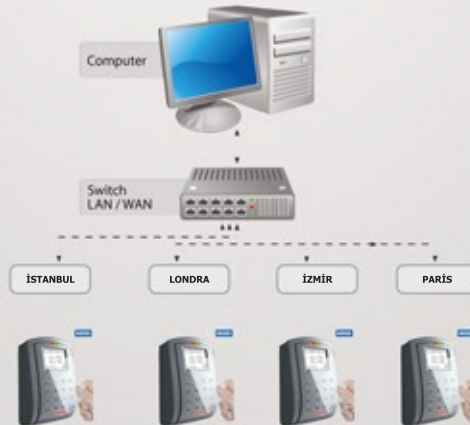 Computer
Switch
LAN / WAN
İSTANBUL
LONDRA
İZMİR
PARİS